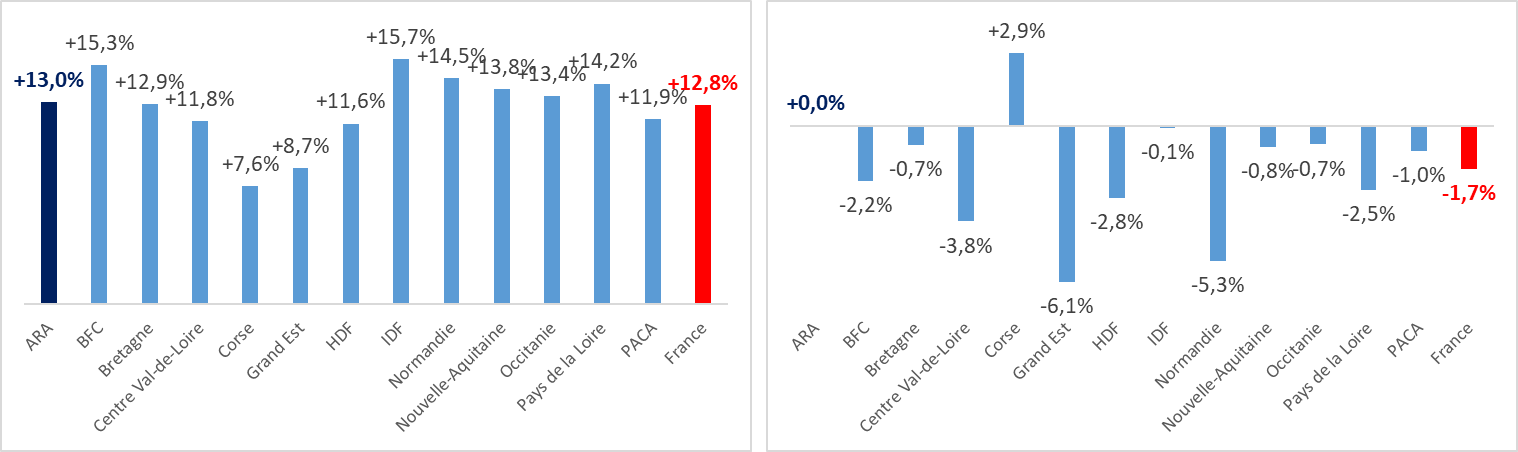 +13,0%
+15,3%
+12,9%
+11,8%
+7,6%
+8,7%
+11,6%
+15,7%
+14,5%
+13,8%
+13,4%
+14,2%
+11,9%
+12,8%
ARA
BFC
Bretagne
Centre Val-de-Loire
Corse
Grand Est
HDF
IDF
Normandie
Nouvelle-Aquitaine
Occitanie
Pays de la Loire
PACA
France
+0,0%
-2,2%
-0,7%
-3,8%
+2,9%
-6,1%
-2,8%
-0,1%
-5,3%
-0,8%
-0,7%
-2,5%
-1,0%
-1,7%
ARA
BFC
Bretagne
Centre Val-de-Loire
Corse
Grand Est
HDF
IDF
Normandie
Nouvelle-Aquitaine
Occitanie
Pays de la Loire
PACA
France